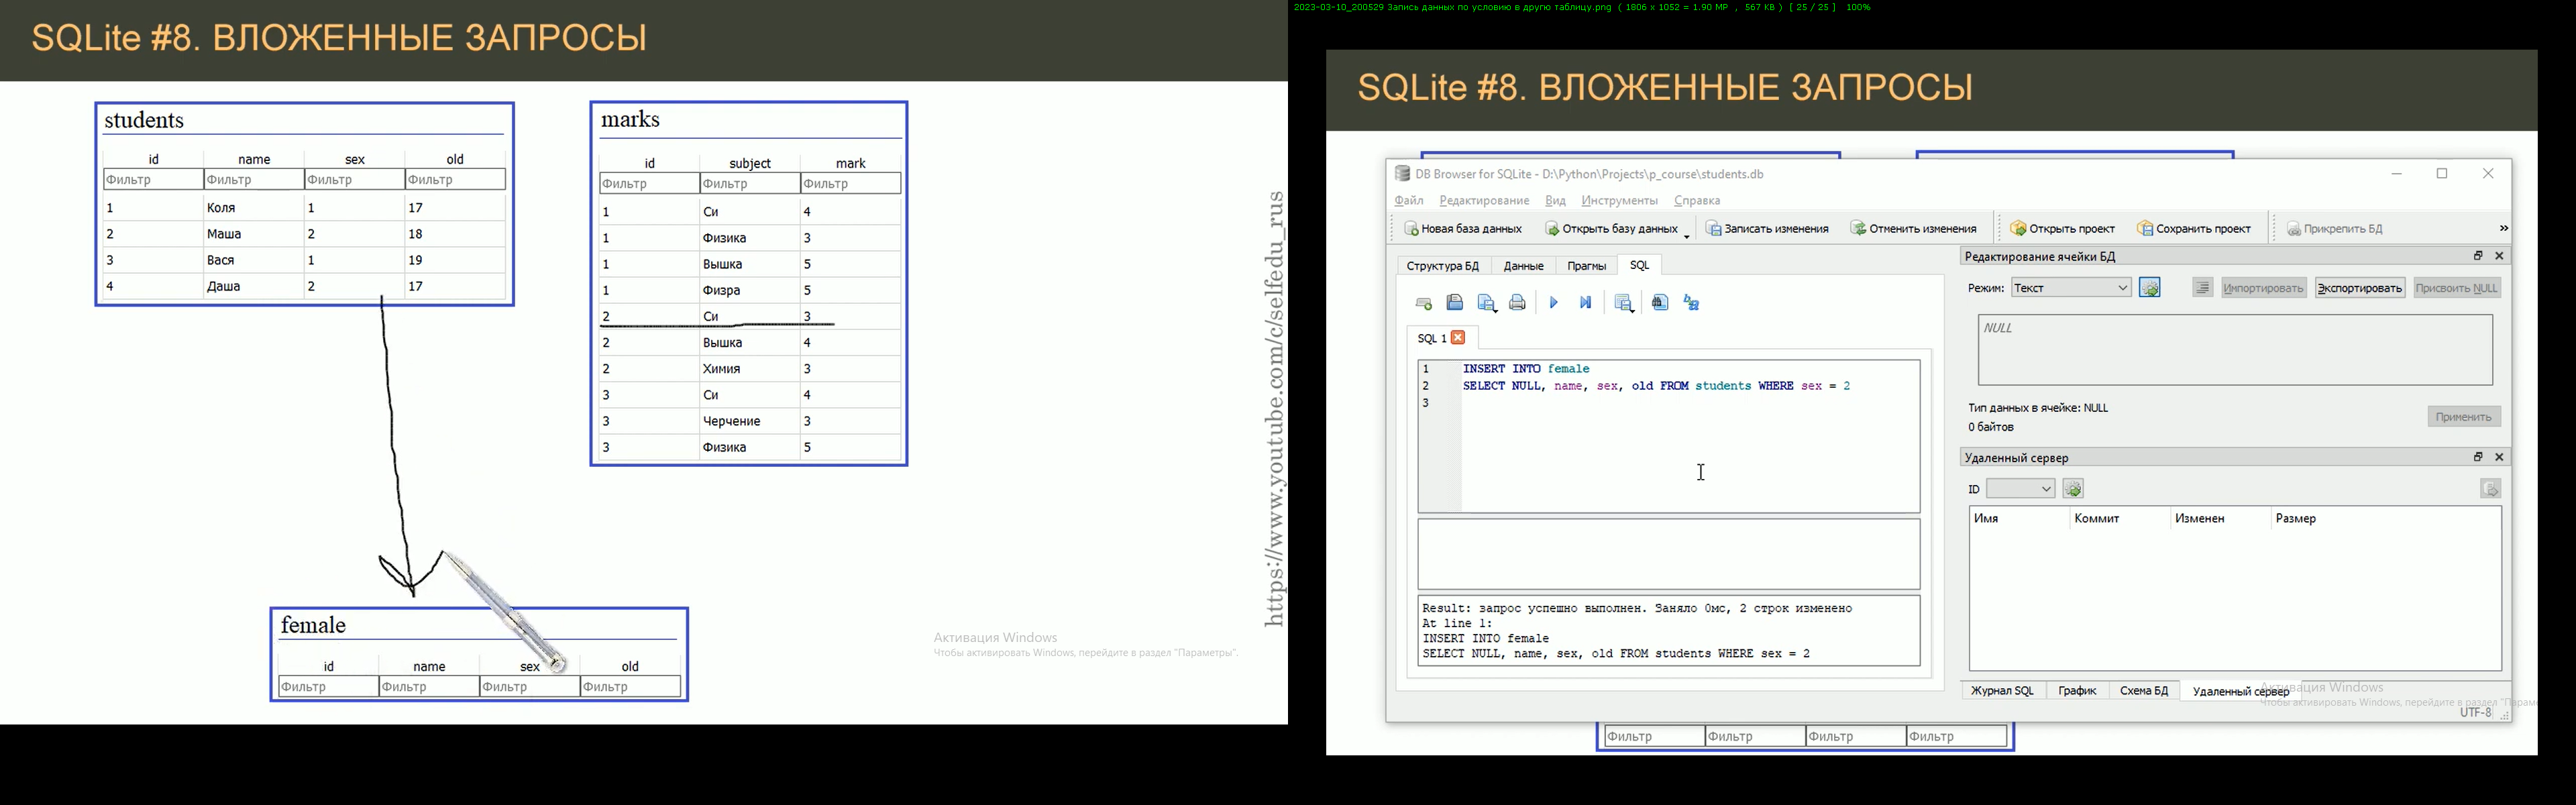 SQLite #8. ВЛОЖЕННЫЕ ЗАПРОСЫ
students
id name sex old
Фильтр Фильтр Фильтр Фильтр
1 Коля 1 17
2 Маша 2 18
3 Вася 1 19
4 Даша 2 17
marks
id subject mark
Фильтр Фильтр Фильтр
1 Си 4
1 Физика 3
1 Вышка 5
1 Физра 5
2 Си 3
2 Вышка 4
2 Химия 3
3 Си 4
3 Черчение 3
3 Физика 5
female
id name sex old
Фильтр Фильтр Фильтр Фильтр
Активация Windows
Чтобы активировать Windows, перейдите в раздел "Параметры".
https://www.youtube.com/c/selfedu_rus
2023-03-10_200529 Запись данных по условию в другю таблицу.png ( 1806 x 1052 = 1.90 MP , 567 KB ) [ 25 / 25 ] 100%
SQLite #8. ВЛОЖЕННЫЕ ЗАПРОСЫ
DB Browser for SQLite - D:\Python\Projects\p_course\students.db
Файл Редактирование Вид Инструменты Справка
Новая база данных Открыть базу данных Записать изменения Отменить изменения Открыть проект Сохранить проект Прикрепить БД »
Структура БД Данные Прагмы SQL
SQL 1
1 INSERT INTO female
2 SELECT NULL, name, sex, old FROM students WHERE sex = 2
3
Result: запрос успешно выполнен. Заняло 0мс, 2 строк изменено
At line 1:
INSERT INTO female
SELECT NULL, name, sex, old FROM students WHERE sex = 2
Редактирование ячейки БД
Режим: Текст Импортировать Экспортировать Присвоить NULL
NULL
Тип данных в ячейке: NULL
0 байтов
Применить
Удаленный сервер
ID
Имя Коммит Изменен Размер
Журнал SQL График Схема БД Удаленный сервер
Активация Windows
Чтобы активировать Windows, перейдите в раздел "Парам
UTF-8
Фильтр Фильтр Фильтр Фильтр